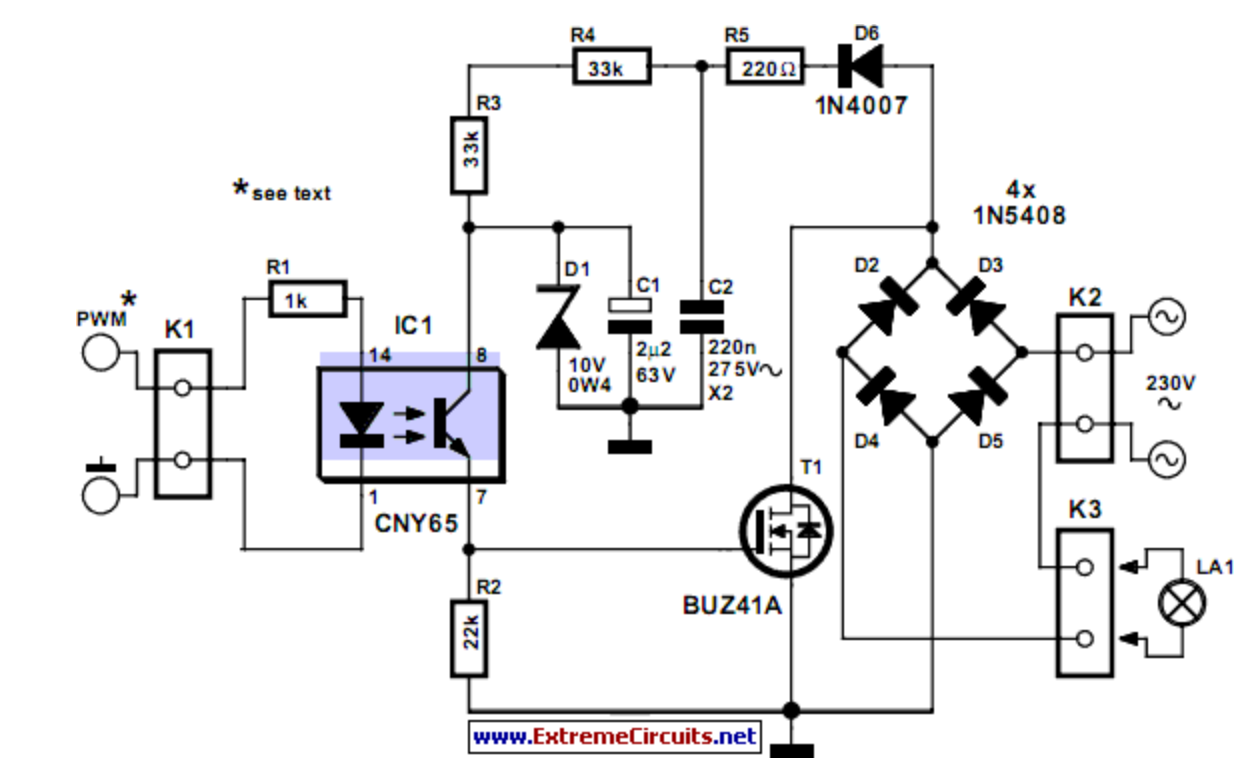 R4
33k
R5
220Ω
D6
1N4007
R3
33k
*see text
4x
1N5408
R1
1k
PWM
*
K1
IC1
14
8
1
7
CNY65
D1
10V
0W4
C1
2µ2
63V
C2
220n
275V~
X2
D2
D3
D4
D5
K2
230V
~
K3
LA1
T1
BUZ41A
R2
22k
www.ExtremeCircuits.net